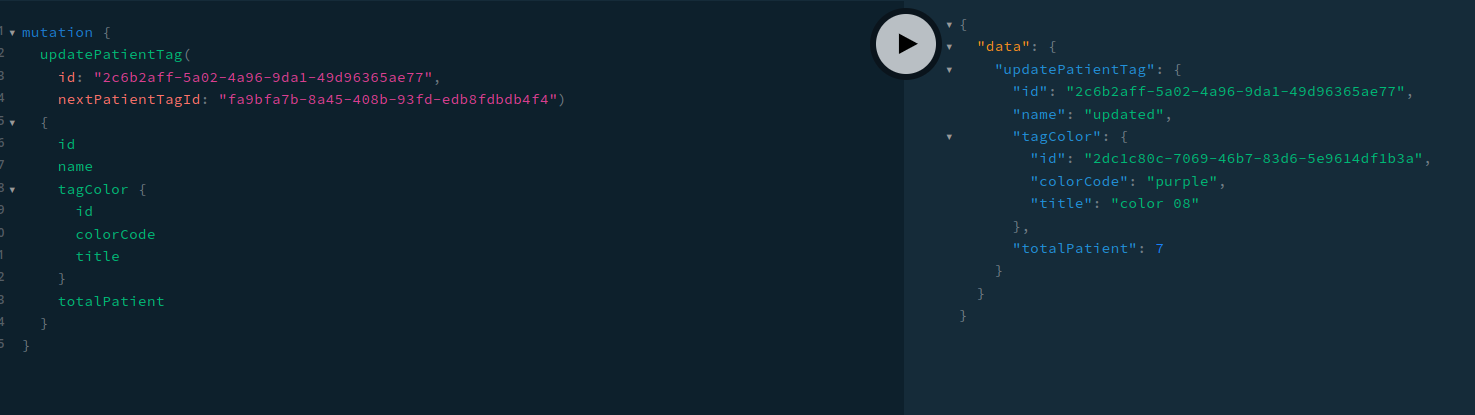 1 mutation {
2 updatePatientTag(
3 id: "2c6b2aff-5a02-4a96-9da1-49d96365ae77",
4 nextPatientTagId: "fa9bfa7b-8a45-408b-93fd-edb8fdbdb4f4")
5 {
6 id
7 name
8 tagColor {
9 id
0 colorCode
1 title
2 }
3 totalPatient
4 }
5 }
{
"data": {
"updatePatientTag": {
"id": "2c6b2aff-5a02-4a96-9da1-49d96365ae77",
"name": "updated",
"tagColor": {
"id": "2dc1c80c-7069-46b7-83d6-5e9614df1b3a",
"colorCode": "purple",
"title": "color 08"
},
"totalPatient": 7
}
}
}